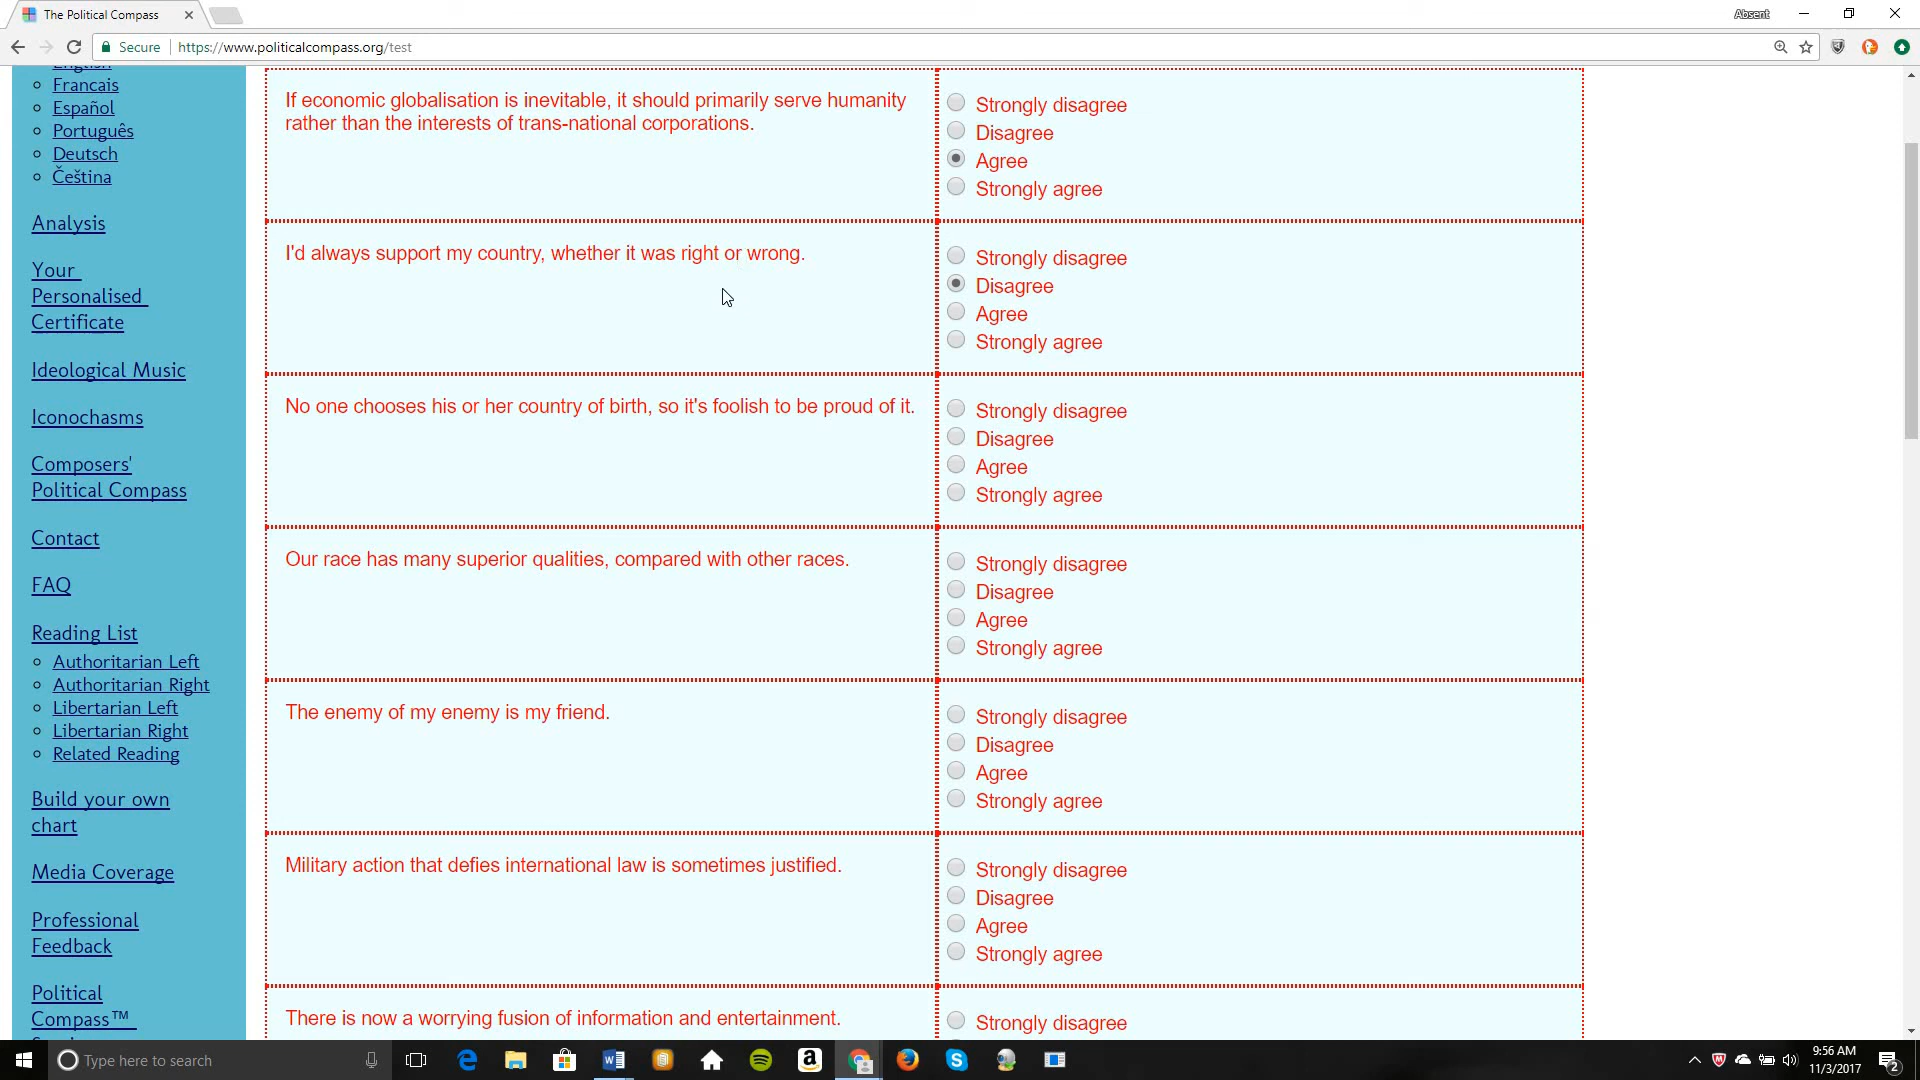 The Political Compass
Absent
Secure
https://www.politicalcompass.org/test
English
Francais
Español
Português
Deutsch
Čeština
Analysis
Your
Personalised
Certificate
Ideological Music
Iconochasms
Composers'
Political Compass
Contact
FAQ
Reading List
Authoritarian Left
Authoritarian Right
Libertarian Left
Libertarian Right
Related Reading
Build your own
chart
Media Coverage
Professional
Feedback
Political
Compass™
If economic globalisation is inevitable, it should primarily serve humanity
rather than the interests of trans-national corporations.
Strongly disagree
Disagree
Agree
Strongly agree
I'd always support my country, whether it was right or wrong.
Strongly disagree
Disagree
Agree
Strongly agree
No one chooses his or her country of birth, so it's foolish to be proud of it.
Strongly disagree
Disagree
Agree
Strongly agree
Our race has many superior qualities, compared with other races.
Strongly disagree
Disagree
Agree
Strongly agree
The enemy of my enemy is my friend.
Strongly disagree
Disagree
Agree
Strongly agree
Military action that defies international law is sometimes justified.
Strongly disagree
Disagree
Agree
Strongly agree
There is now a worrying fusion of information and entertainment.
Strongly disagree
Type here to search
9:56 AM
11/3/2017
2